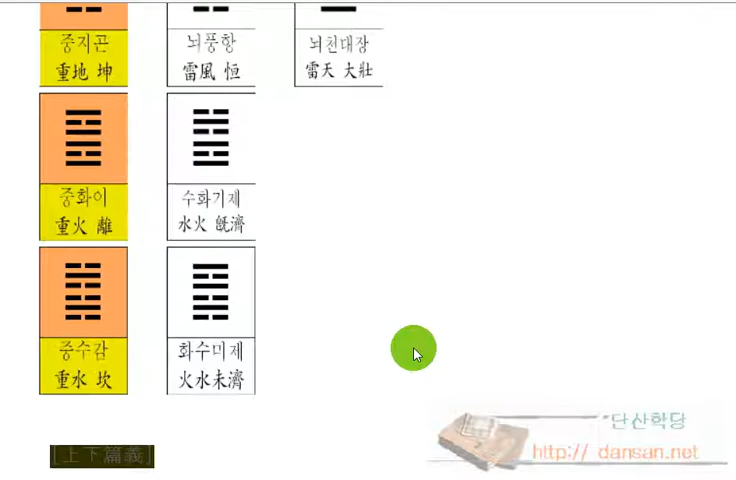 중지곤 뇌풍항 뇌천대장
重地 坤 雷風 恒 雷天 大壯
중화이 수화기제
重火 離 水火 旣濟
중수감 화수미제
重水 坎 火水未濟
[上下篇義]
단산학당
http:// dansan.net